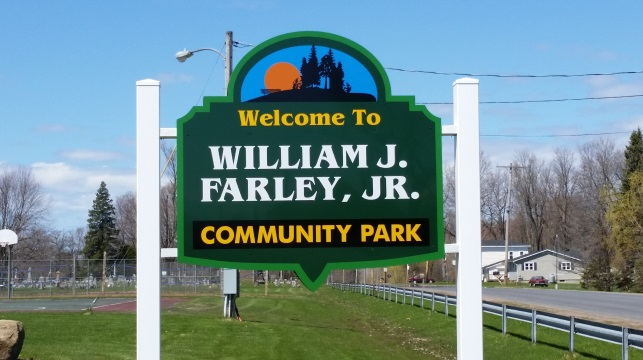 Welcome To
WILLIAM J.
FARLEY, JR.
COMMUNITY PARK